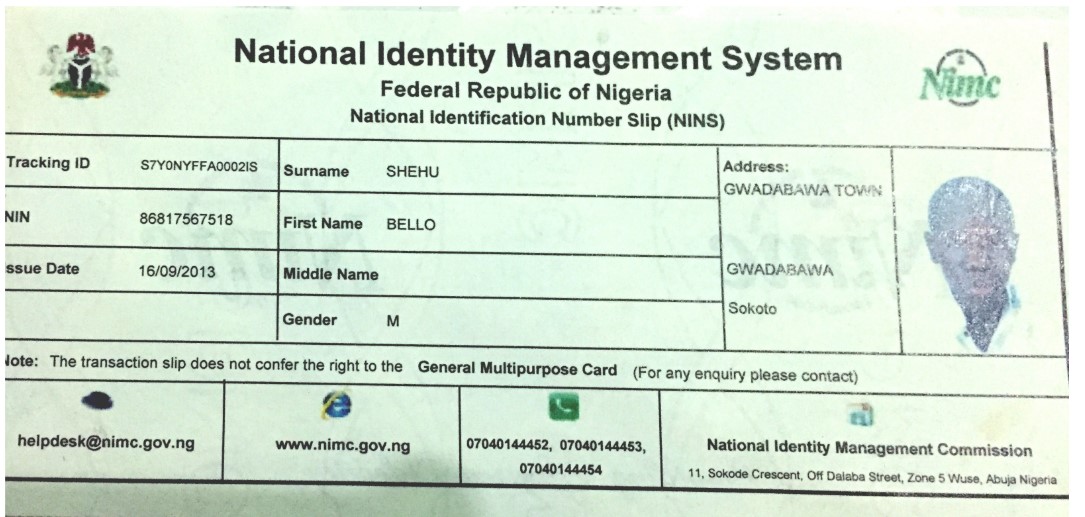 National Identity Management System
Federal Republic of Nigeria
National Identification Number Slip (NINS)
Nimc
Tracking ID S7Y0NYFFA0002IS
Surname SHEHU
Address:
GWADABAWA TOWN
NIN 86817567518
First Name BELLO
ssue Date 16/09/2013
Middle Name
GWADABAWA
Gender M
Sokoto
Note: The transaction slip does not confer the right to the General Multipurpose Card (For any enquiry please contact)
helpdesk@nimc.gov.ng
www.nimc.gov.ng
07040144452, 07040144453,
07040144454
National Identity Management Commission
11, Sokode Crescent, Off Dalaba Street, Zone 5 Wuse, Abuja Nigeria